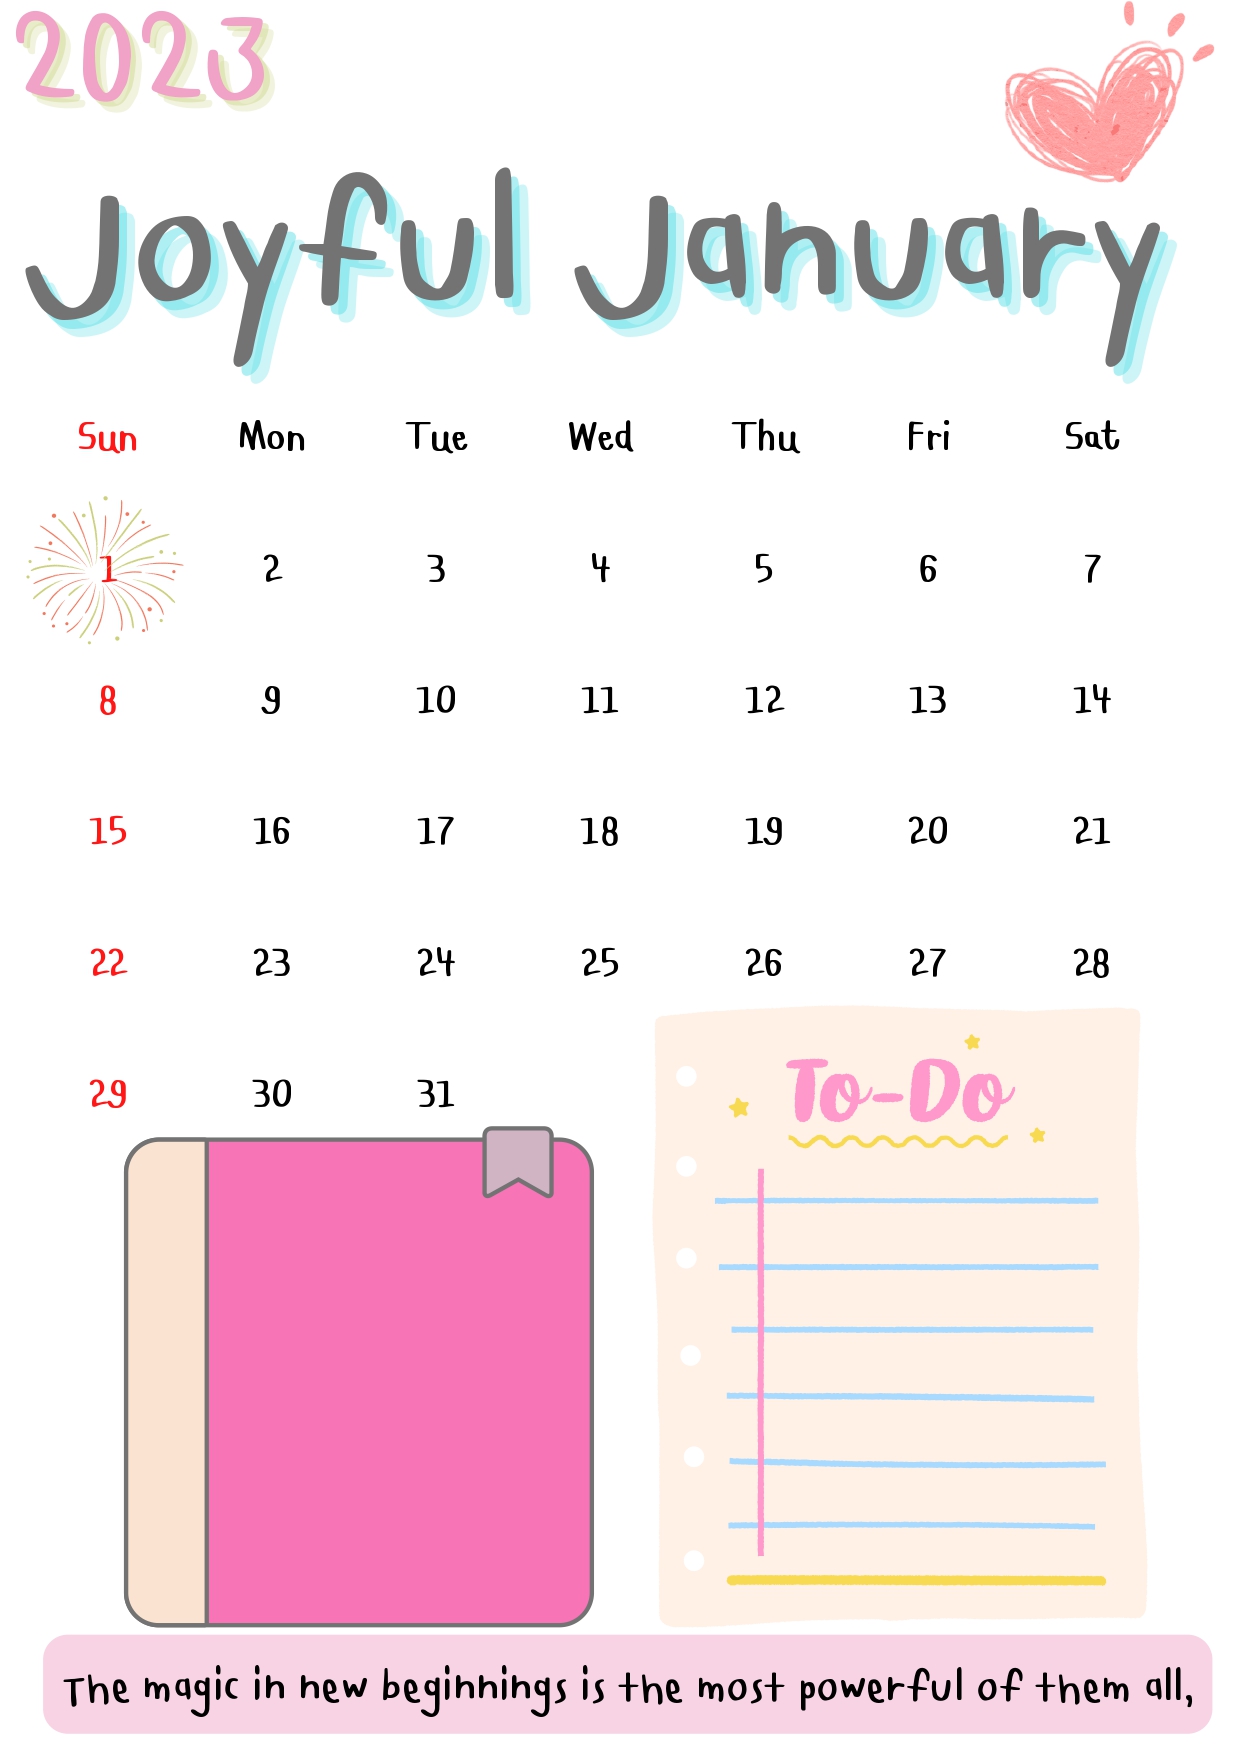 2023
Joyful January
Sun Mon Tue Wed Thu Fri Sat
1 2 3 4 5 6 7
8 9 10 11 12 13 14
15 16 17 18 19 20 21
22 23 24 25 26 27 28
29 30 31
To-Do
The magic in new beginnings is the most powerful of them all,